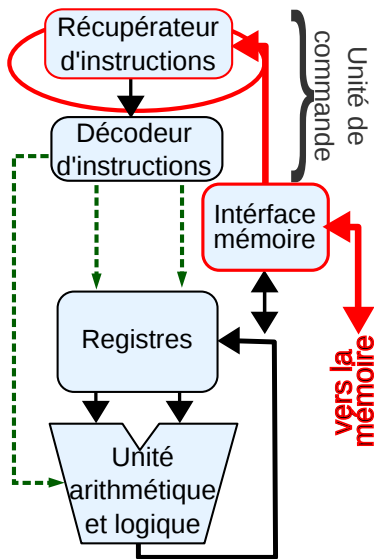 Récupérateur
d'instructions
Unité de
commande
Décodeur
d'instructions
Intérface
mémoire
Registres
vers la
mémoire
Unité
arithmétique
et logique